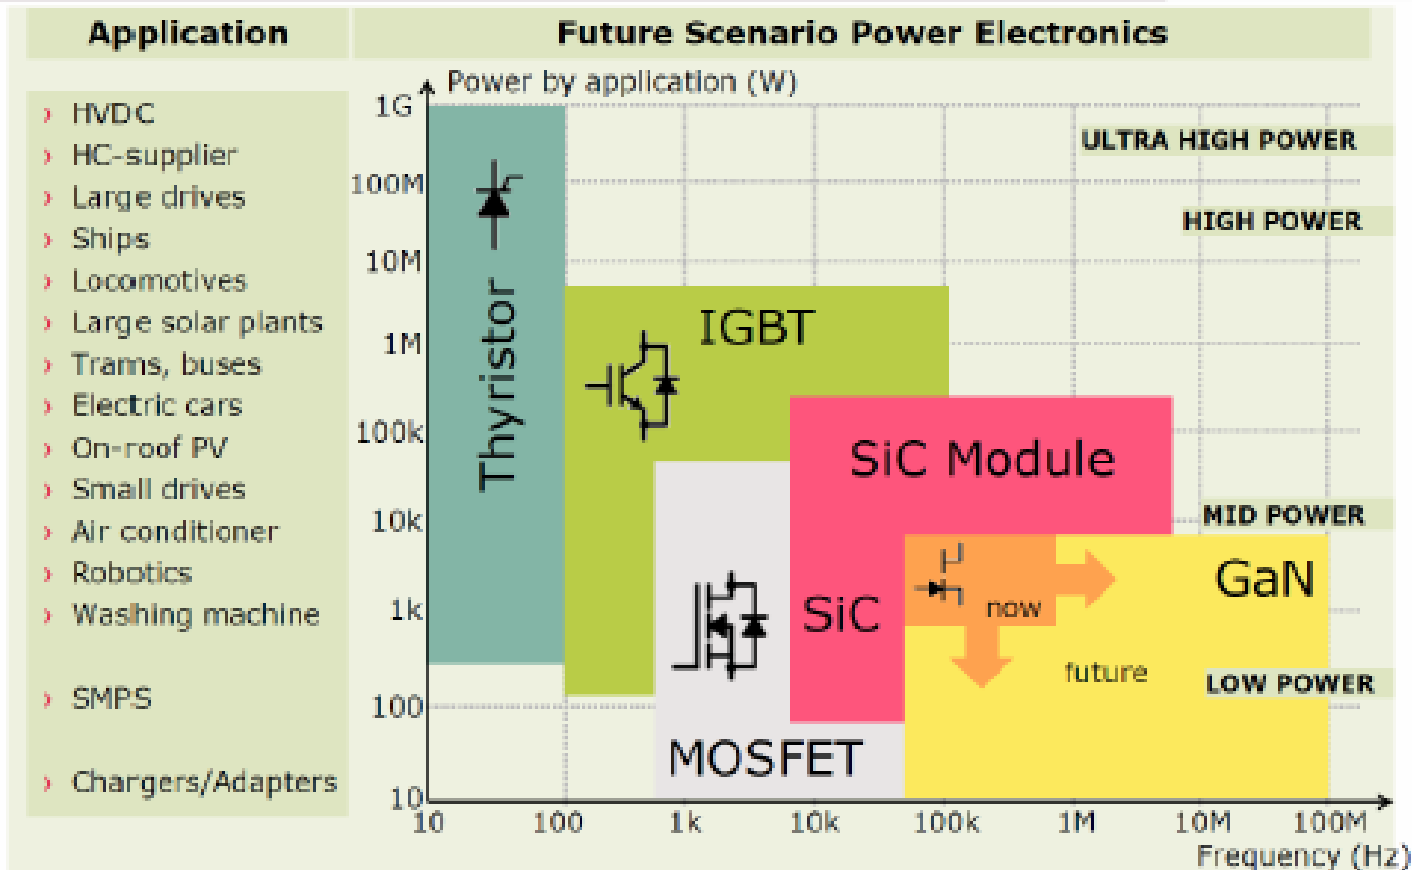 Application
Future Scenario Power Electronics
HVDC
HC-supplier
Large drives
Ships
Locomotives
Large solar plants
Trams, buses
Electric cars
On-roof PV
Small drives
Air conditioner
Robotics
Washing machine
SMPS
Chargers/Adapters
Power by application (W)
1G
100M
10M
1M
100k
10k
1k
100
10
ULTRA HIGH POWER
HIGH POWER
MID POWER
LOW POWER
Thyristor
IGBT
SiC Module
SiC
MOSFET
GaN
now
future
10
100
1k
10k
100k
1M
10M
100M
Frequency (Hz)